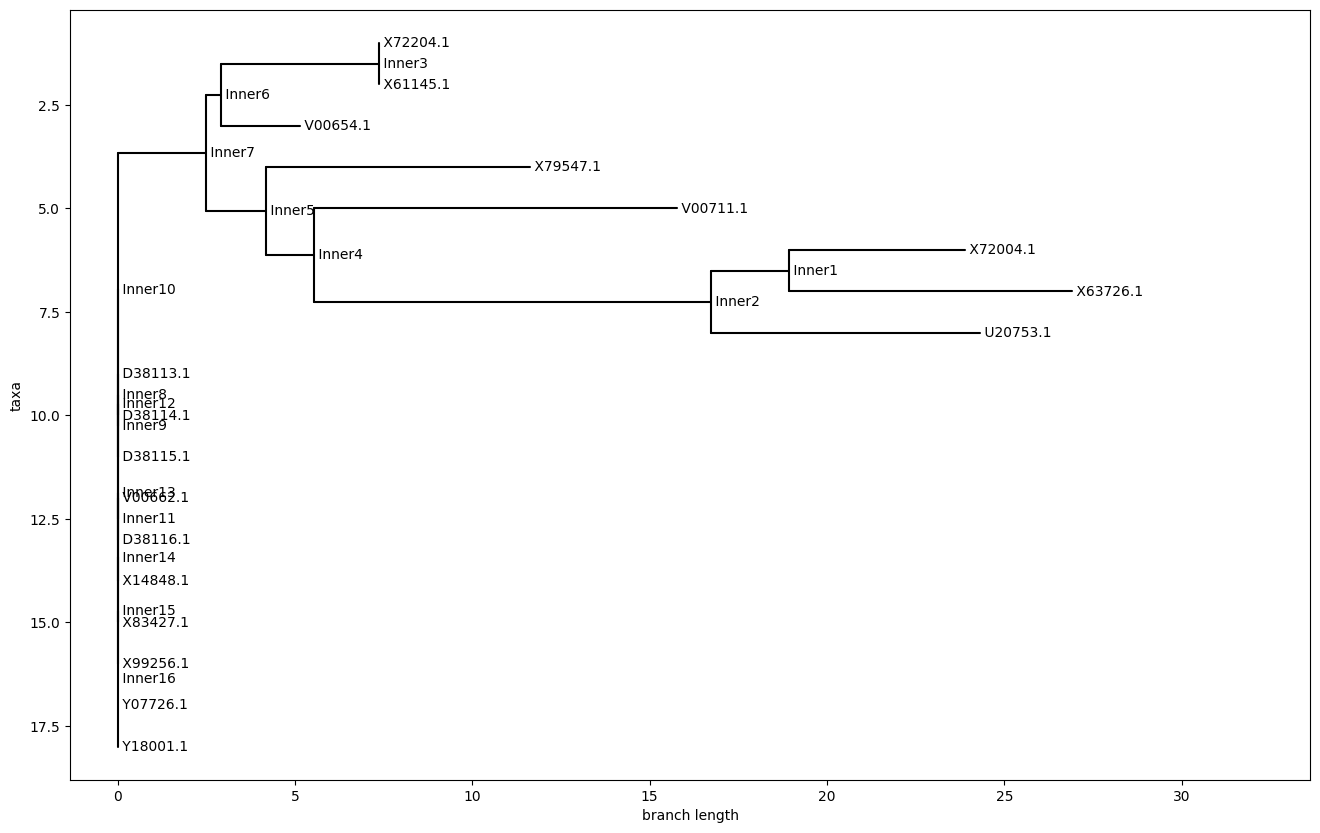 X72204.1
Inner3
X61145.1
Inner6
2.5
V00654.1
Inner7
X79547.1
5.0
V00711.1
Inner5
X72004.1
Inner4
Inner1
Inner10
X63726.1
Inner2
7.5
U20753.1
D38113.1
Inner8
taxa
Inner12
10.0
D38114.1
Inner9
D38115.1
Inner13
V00662.1
12.5
Inner11
D38116.1
Inner14
X14848.1
Inner15
15.0
X83427.1
X99256.1
Inner16
Y07726.1
17.5
Y18001.1
0 5 10 15 20 25 30
branch length